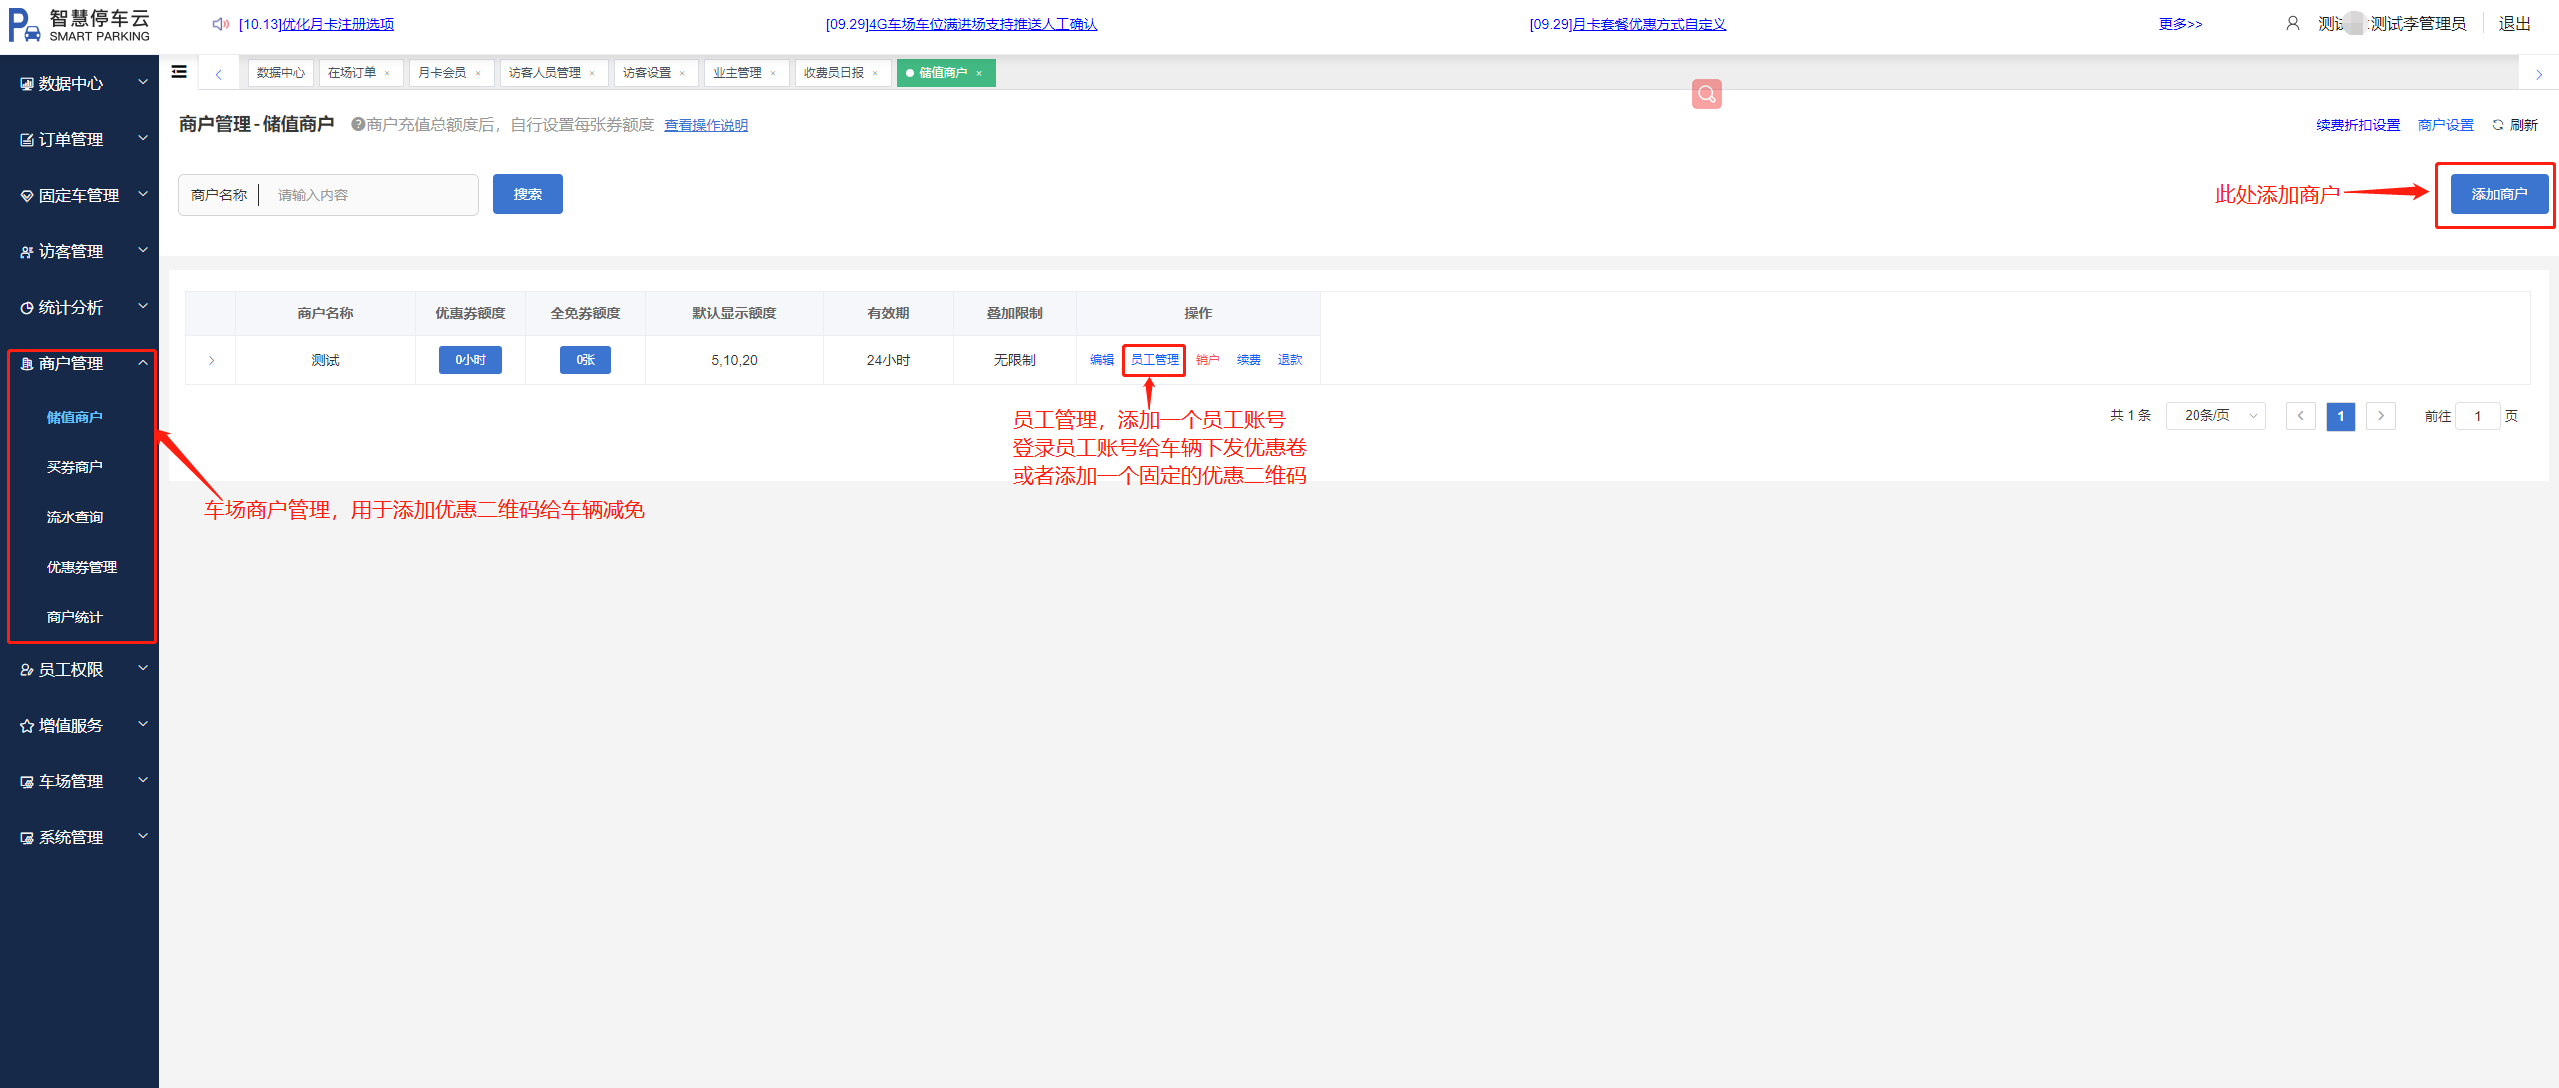 智慧停车云
SMART PARKING
[10.13]优化月卡注册选项
[09.29]4G车场车位满进场支持推送人工确认
[09.29]月卡套餐优惠方式自定义
更多>>
测试 :测试李管理员
退出
数据中心
在场订单 ×
月卡会员 ×
访客人员管理 ×
访客设置 ×
业主管理 ×
收费员日报 ×
储值商户 ×
数据中心
订单管理
固定车管理
访客管理
统计分析
商户管理
储值商户
买券商户
流水查询
优惠券管理
商户统计
员工权限
增值服务
车场管理
系统管理
商户管理-储值商户
商户充值总额度后，自行设置每张券额度
查看操作说明
续费折扣设置
商户设置
刷新
商户名称
请输入内容
搜索
此处添加商户
添加商户
商户名称 优惠券额度 全免券额度 默认显示额度 有效期 叠加限制 操作
测试 0小时 0张 5,10,20 24小时 无限制 编辑 员工管理 销户 续费 退款
员工管理，添加一个员工账号
登录员工账号给车辆下发优惠卷
或者添加一个固定的优惠二维码
共 1 条
20条/页
1
前往 1 页
车场商户管理，用于添加优惠二维码给车辆减免